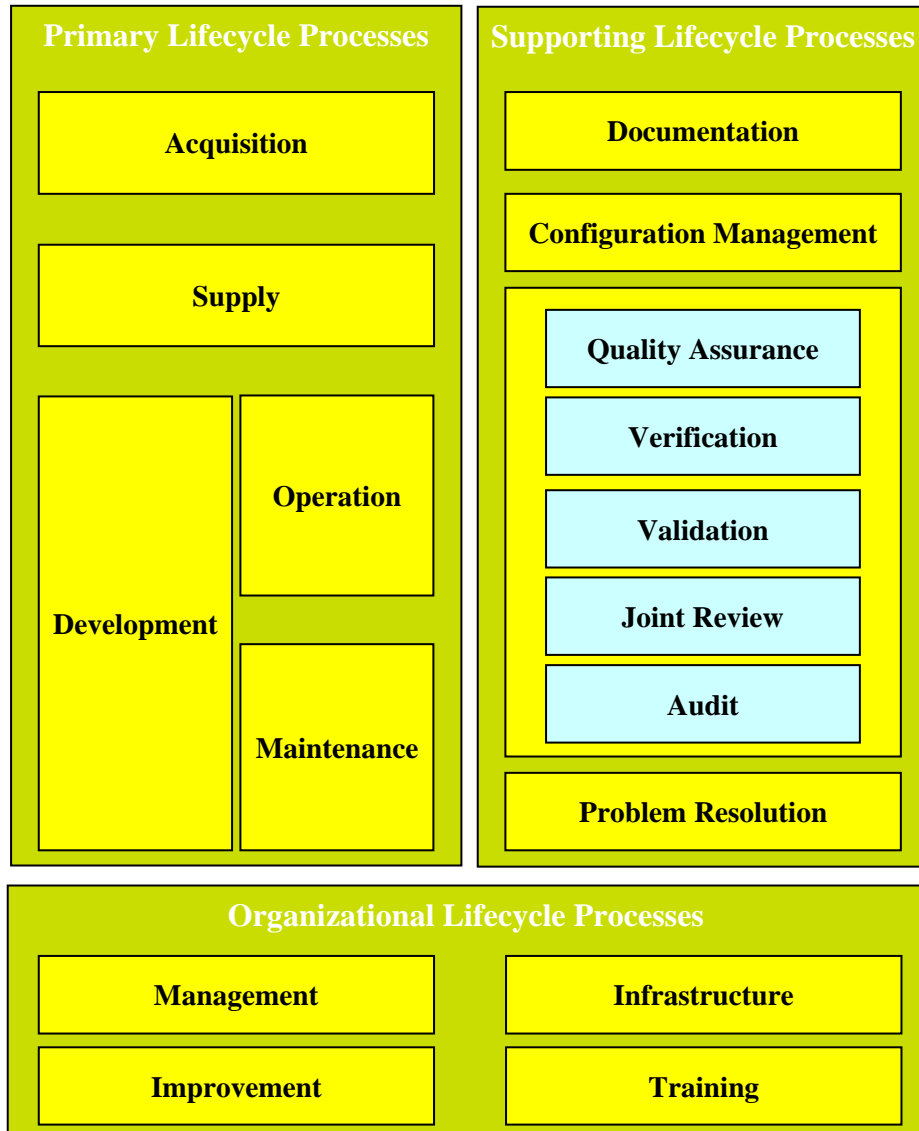 Primary Lifecycle Processes
Acquisition
Supply
Development
Operation
Maintenance
Supporting Lifecycle Processes
Documentation
Configuration Management
Quality Assurance
Verification
Validation
Joint Review
Audit
Problem Resolution
Organizational Lifecycle Processes
Management
Infrastructure
Improvement
Training